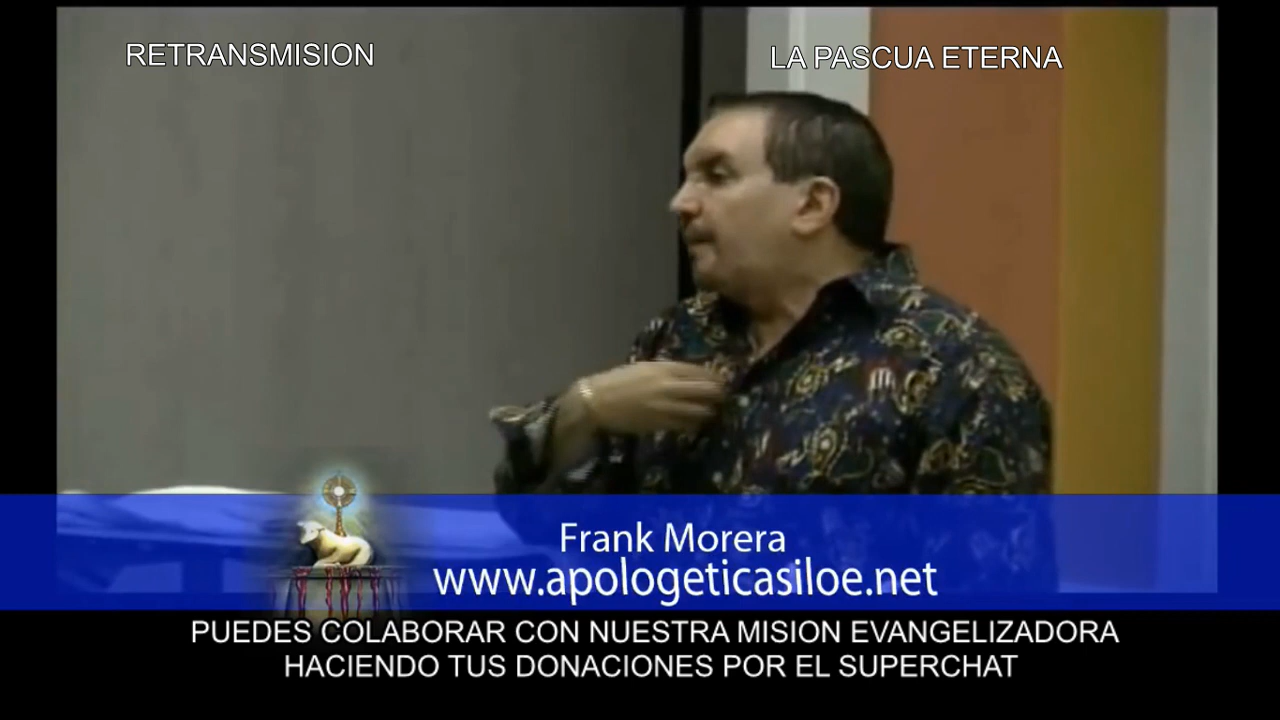 RETRANSMISION
LA PASCUA ETERNA
Frank Morera
www.apologeticasiloe.net
PUEDES COLABORAR CON NUESTRA MISION EVANGELIZADORA
HACIENDO TUS DONACIONES POR EL SUPERCHAT